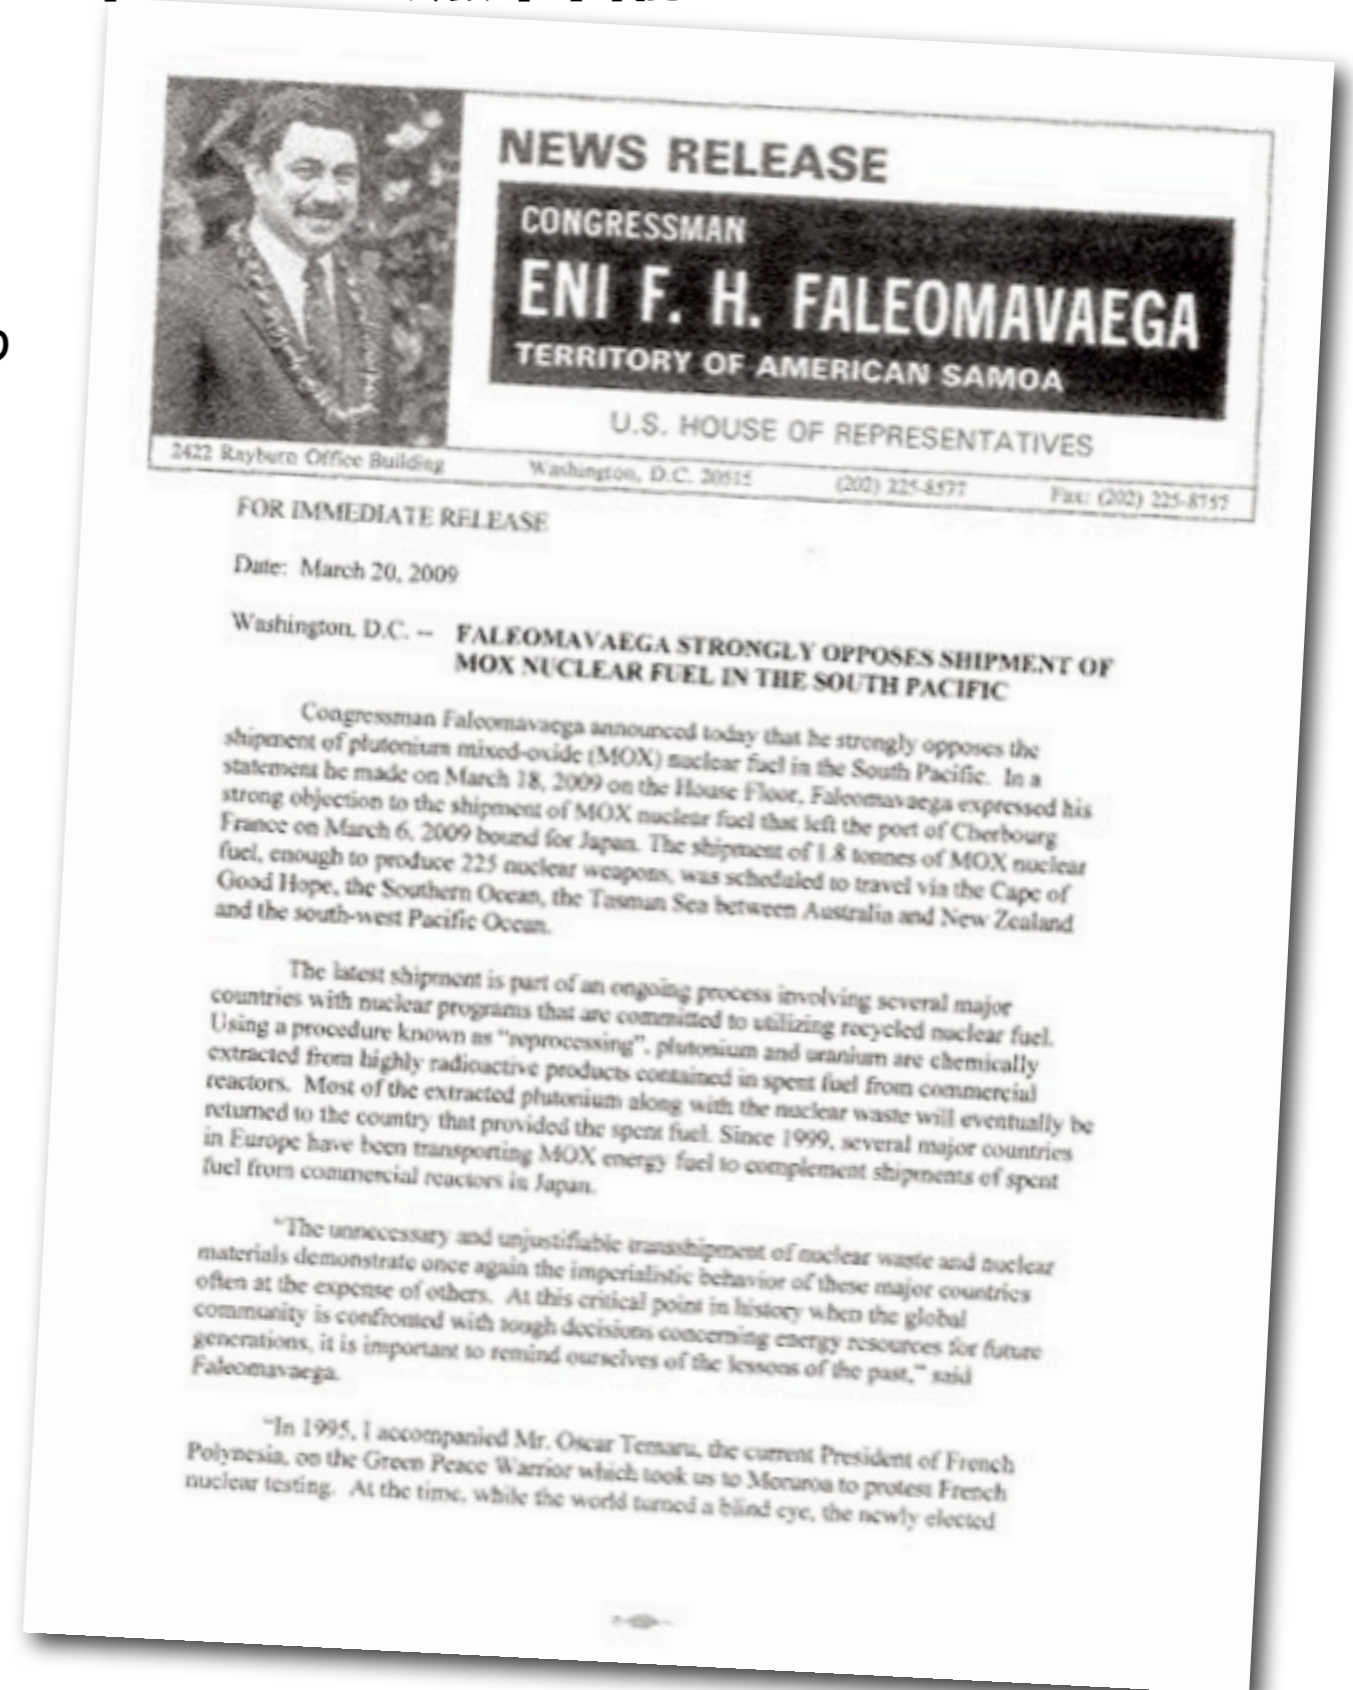 NEWS RELEASE
CONGRESSMAN
ENI F. H. FALEOMAVAEGA
TERRITORY OF AMERICAN SAMOA
U.S. HOUSE OF REPRESENTATIVES
2422 Rayburn Office Building Washington, D.C. 20515 (202) 225-8577 Fax: (202) 225-8757
FOR IMMEDIATE RELEASE
Date: March 20, 2009
Washington, D.C. -- FALEOMAVAEGA STRONGLY OPPOSES SHIPMENT OF
MOX NUCLEAR FUEL IN THE SOUTH PACIFIC
Congressman Faleomavaega announced today that he strongly opposes the
shipment of plutonium mixed-oxide (MOX) nuclear fuel in the South Pacific. In a
statement he made on March 18, 2009 on the House Floor, Faleomavaega expressed his
strong objection to the shipment of MOX nuclear fuel that left the port of Cherbourg
France on March 6, 2009 bound for Japan. The shipment of 1.8 tonnes of MOX nuclear
fuel, enough to produce 225 nuclear weapons, was scheduled to travel via the Cape of
Good Hope, the Southern Ocean, the Tasman Sea between Australia and New Zealand
and the south-west Pacific Ocean.
The latest shipment is part of an ongoing process involving several major
countries with nuclear programs that are committed to utilizing recycled nuclear fuel.
Using a procedure known as "reprocessing", plutonium and uranium are chemically
extracted from highly radioactive products contained in spent fuel from commercial
reactors. Most of the extracted plutonium along with the nuclear waste will eventually be
returned to the country that provided the spent fuel. Since 1999, several major countries
in Europe have been transporting MOX energy fuel to complement shipments of spent
fuel from commercial reactors in Japan.
"The unnecessary and unjustifiable transshipment of nuclear waste and nuclear
materials demonstrate once again the imperialistic behavior of these major countries
often at the expense of others. At this critical point in history when the global
community is confronted with tough decisions concerning energy resources for future
generations, it is important to remind ourselves of the lessons of the past," said
Faleomavaega.
"In 1995, I accompanied Mr. Oscar Temaru, the current President of French
Polynesia, on the Green Peace Warrior which took us to Moruroa to protest French
nuclear testing. At the time, while the world turned a blind eye, the newly elected